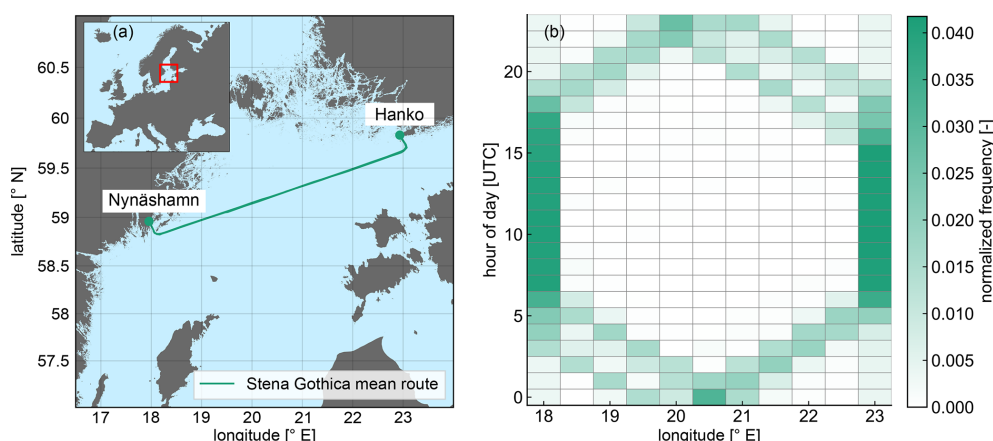 (a)
Hanko
Nynäshamn
Stena Gothica mean route
60.5
60
59.5
59
58.5
58
57.5
latitude [° N]
17 18 19 20 21 22 23
longitude [° E]
(b)
20
15
10
5
0
hour of day [UTC]
18 19 20 21 22 23
longitude [° E]
0.040
0.035
0.030
0.025
0.020
0.015
0.010
0.005
0.000
normalized frequency [-]